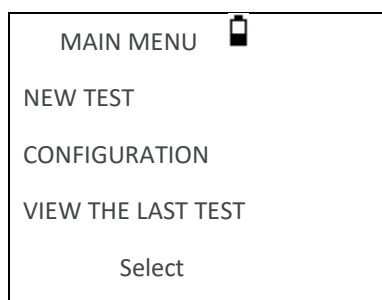 MAIN MENU
NEW TEST
CONFIGURATION
VIEW THE LAST TEST
Select